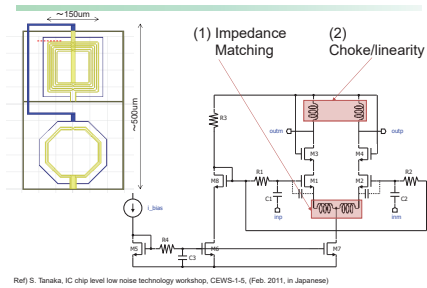 ~150um
(1) Impedance
Matching
(2)
Choke/linearity
~500um
R3
outm
outp
M3
M4
M8
R1
M1
M2
R2
C1
C2
i_bias
inp
inm
M5
R4
M6
M7
C3
Ref) S. Tanaka, IC chip level low noise technology workshop, CEWS-1-5, (Feb. 2011, in Japanese)